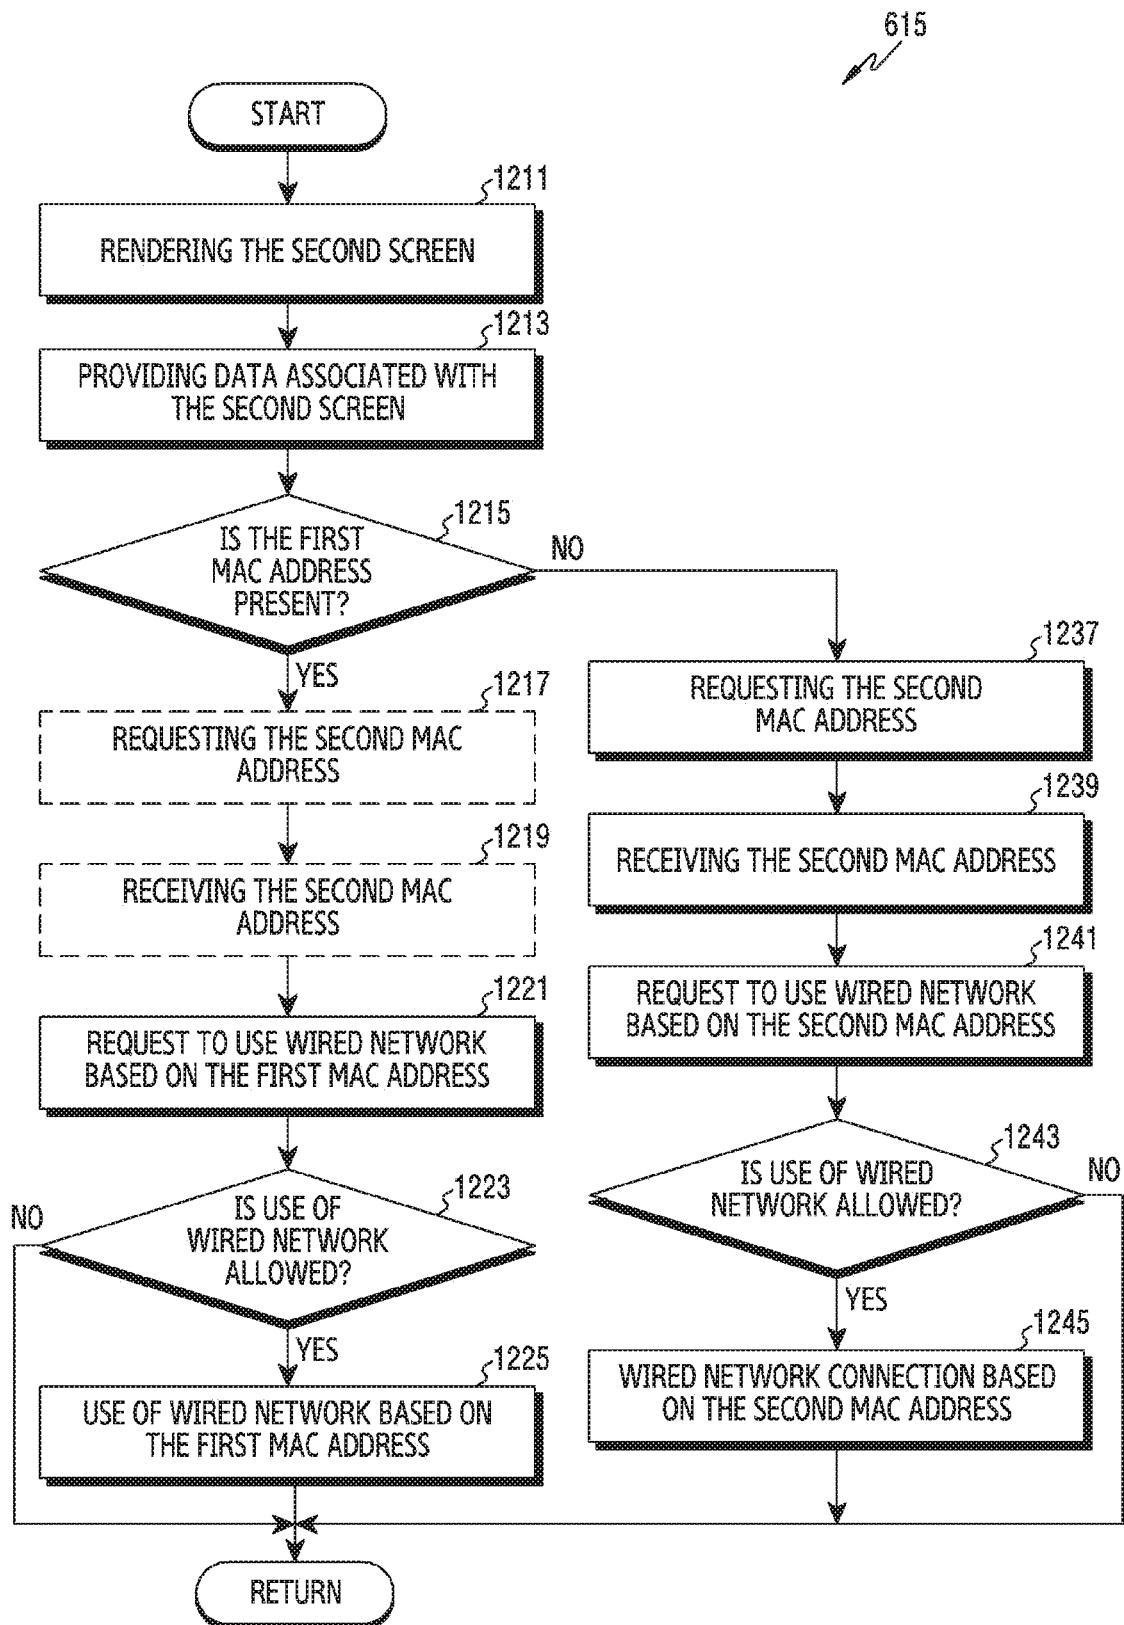 615
START
1211
RENDERING THE SECOND SCREEN
1213
PROVIDING DATA ASSOCIATED WITH
THE SECOND SCREEN
1215
IS THE FIRST
MAC ADDRESS
PRESENT?
NO
YES
1217
REQUESTING THE SECOND MAC
ADDRESS
1219
RECEIVING THE SECOND MAC
ADDRESS
1221
REQUEST TO USE WIRED NETWORK
BASED ON THE FIRST MAC ADDRESS
1223
IS USE OF
WIRED NETWORK
ALLOWED?
NO
YES
1225
USE OF WIRED NETWORK BASED ON
THE FIRST MAC ADDRESS
1237
REQUESTING THE SECOND
MAC ADDRESS
1239
RECEIVING THE SECOND MAC ADDRESS
1241
REQUEST TO USE WIRED NETWORK
BASED ON THE SECOND MAC ADDRESS
1243
IS USE OF WIRED
NETWORK ALLOWED?
NO
YES
1245
WIRED NETWORK CONNECTION BASED
ON THE SECOND MAC ADDRESS
RETURN